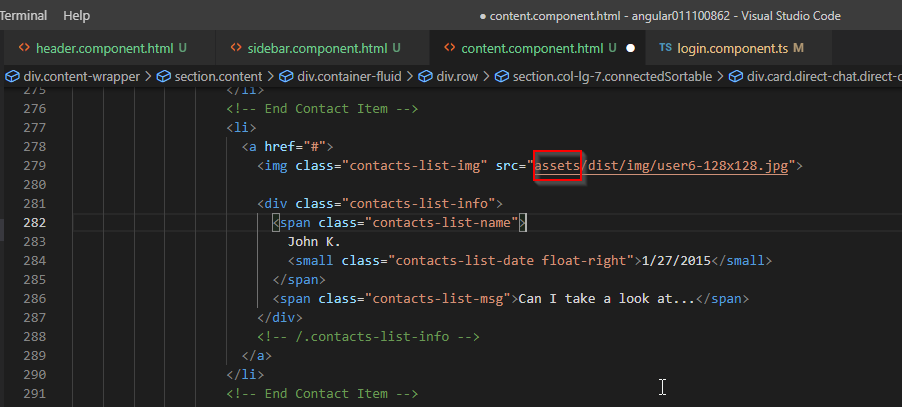 Terminal Help ● content.component.html - angular011100862 - Visual Studio Code
<> header.component.html U <> sidebar.component.html U <> content.component.html ● TS login.component.ts M
div.content-wrapper > section.content > div.container-fluid > div.row > section.col-lg-7.connectedSortable > div.card.direct-chat.direct-c
275 </li>
276 <!-- End Contact Item -->
277 <li>
278 <a href="#">
279 <img class="contacts-list-img" src="assets/dist/img/user6-128x128.jpg">
280
281 <div class="contacts-list-info">
282 <span class="contacts-list-name">
283 John K.
284 <small class="contacts-list-date float-right">1/27/2015</small>
285 </span>
286 <span class="contacts-list-msg">Can I take a look at...</span>
287 </div>
288 <!-- /.contacts-list-info -->
289 </a>
290 </li>
291 <!-- End Contact Item -->